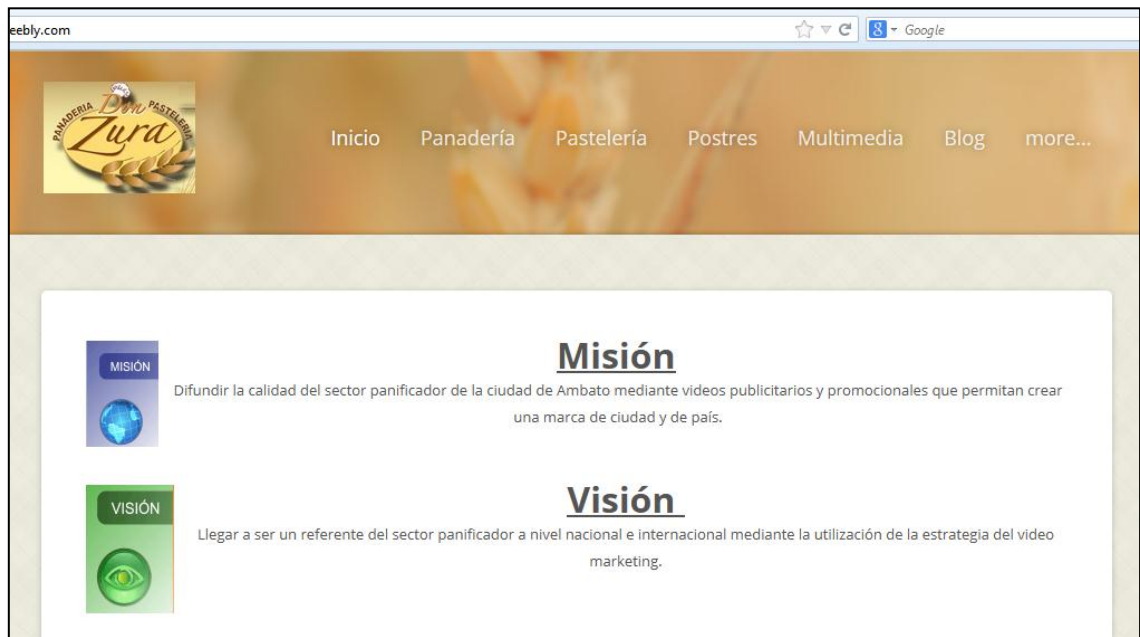 eebly.com
Google
PANADERIA Don PASTELERIA
Zura
Inicio Panadería Pastelería Postres Multimedia Blog more...
Misión
MISIÓN
Difundir la calidad del sector panificador de la ciudad de Ambato mediante videos publicitarios y promocionales que permitan crear
una marca de ciudad y de país.
Visión
VISIÓN
Llegar a ser un referente del sector panificador a nivel nacional e internacional mediante la utilización de la estrategia del video
marketing.